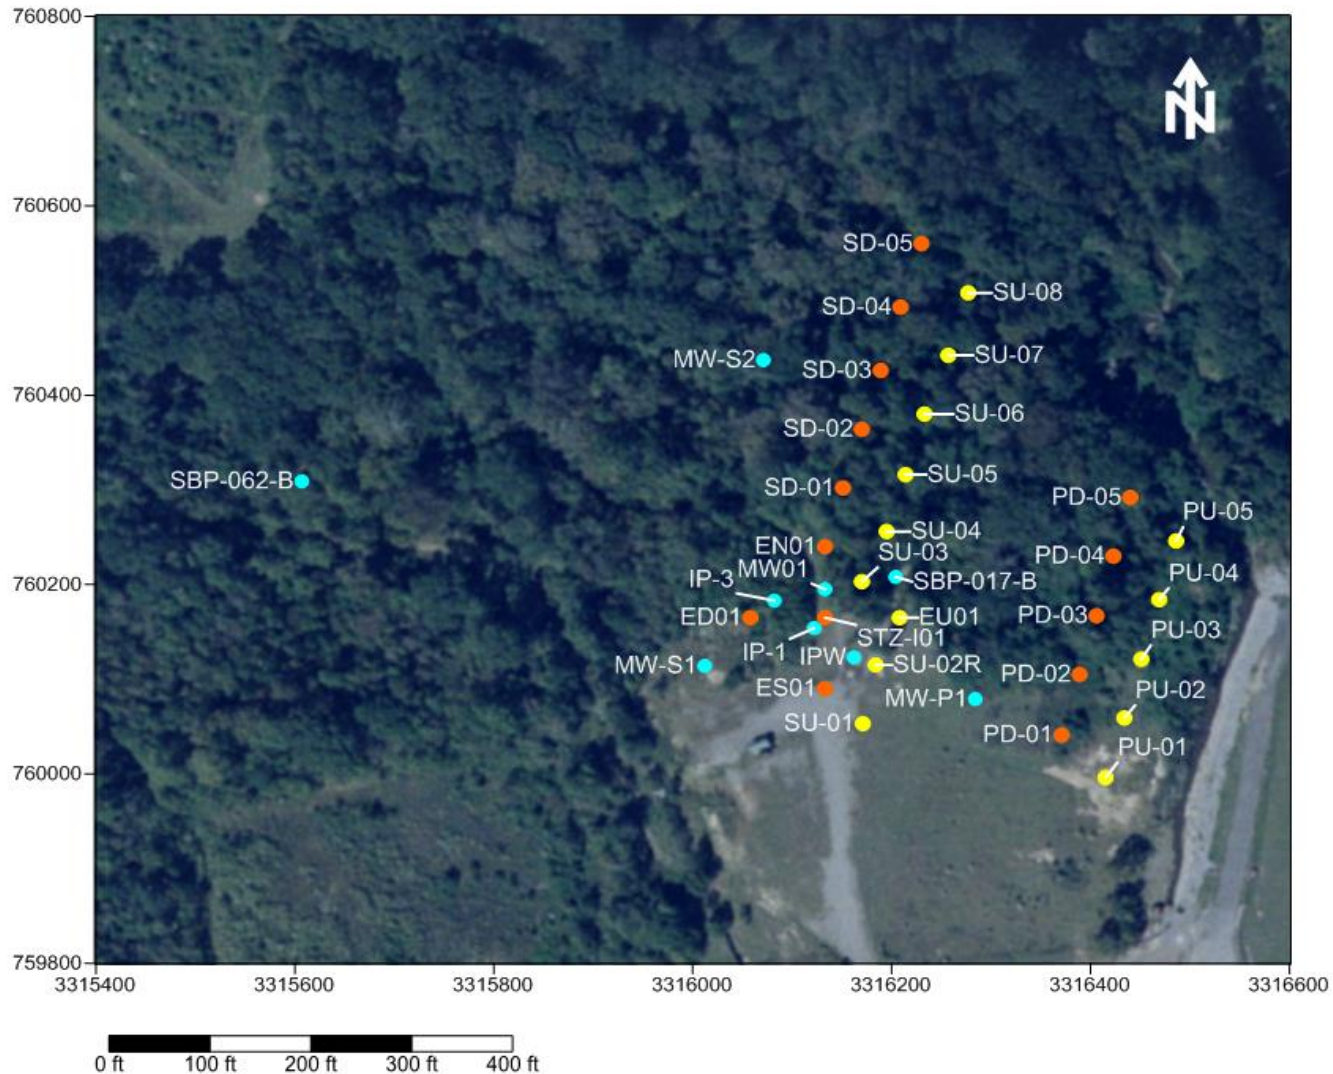 760800
N
760600
SD-05
SU-08
SD-04
SU-07
MW-S2
SD-03
760400
SU-06
SD-02
SU-05
SBP-062-B
SD-01
PD-05
PU-05
SU-04
EN01
SU-03
PD-04
MW01
PU-04
IP-3
SBP-017-B
760200
ED01
EU01
PD-03
STZ-I01
PU-03
IP-1
IPW
MW-S1
SU-02R
PD-02
ES01
MW-P1
PU-02
SU-01
PD-01
PU-01
760000
759800
3315400
3315600
3315800
3316000
3316200
3316400
3316600
0 ft
100 ft
200 ft
300 ft
400 ft